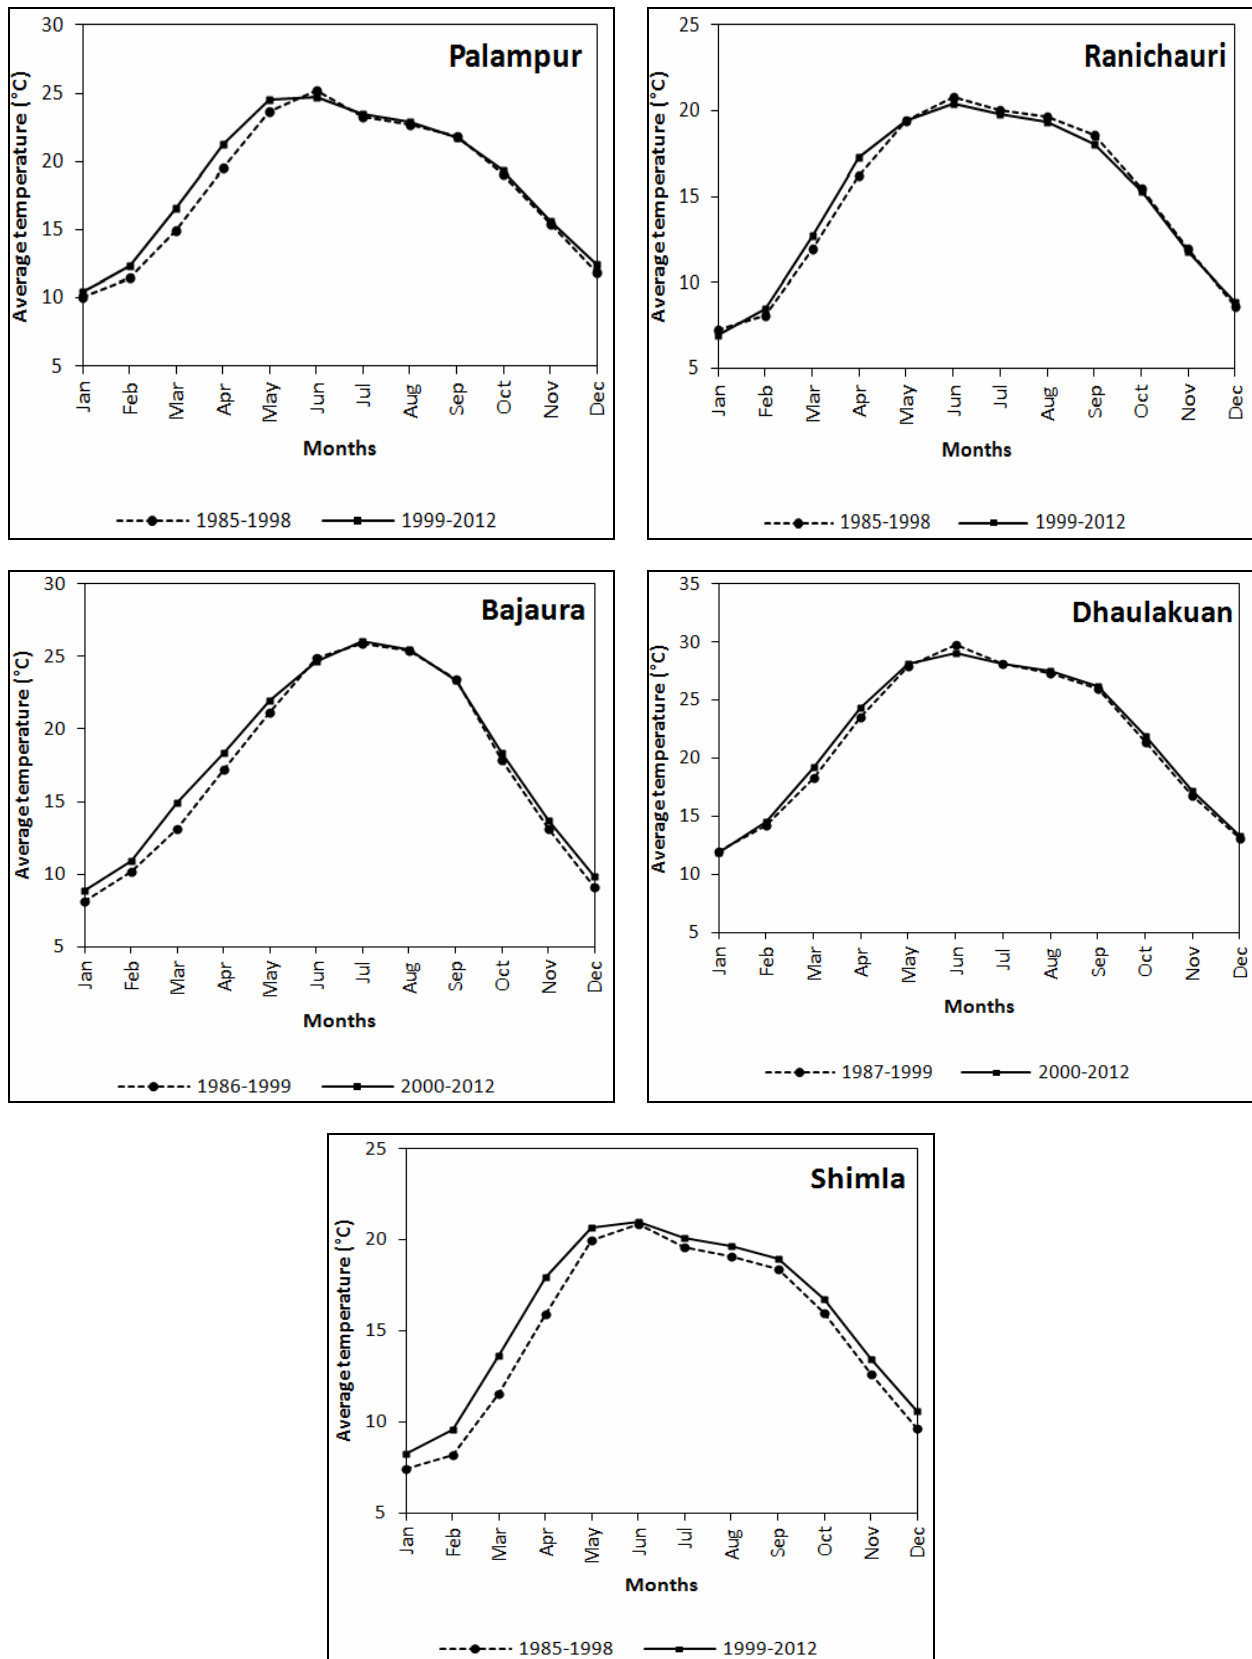 Palampur
Average temperature (°C)
30
25
20
15
10
5
Jan Feb Mar Apr May Jun Jul Aug Sep Oct Nov Dec
Months
1985-1998 1999-2012
Ranichauri
Average temperature (°C)
25
20
15
10
5
Jan Feb Mar Apr May Jun Jul Aug Sep Oct Nov Dec
Months
1985-1998 1999-2012
Bajaura
Average temperature (°C)
30
25
20
15
10
5
Jan Feb Mar Apr May Jun Jul Aug Sep Oct Nov Dec
Months
1986-1999 2000-2012
Dhaulakuan
Average temperature (°C)
35
30
25
20
15
10
5
Jan Feb Mar Apr May Jun Jul Aug Sep Oct Nov Dec
Months
1987-1999 2000-2012
Shimla
Average temperature (°C)
25
20
15
10
5
Jan Feb Mar Apr May Jun Jul Aug Sep Oct Nov Dec
Months
1985-1998 1999-2012